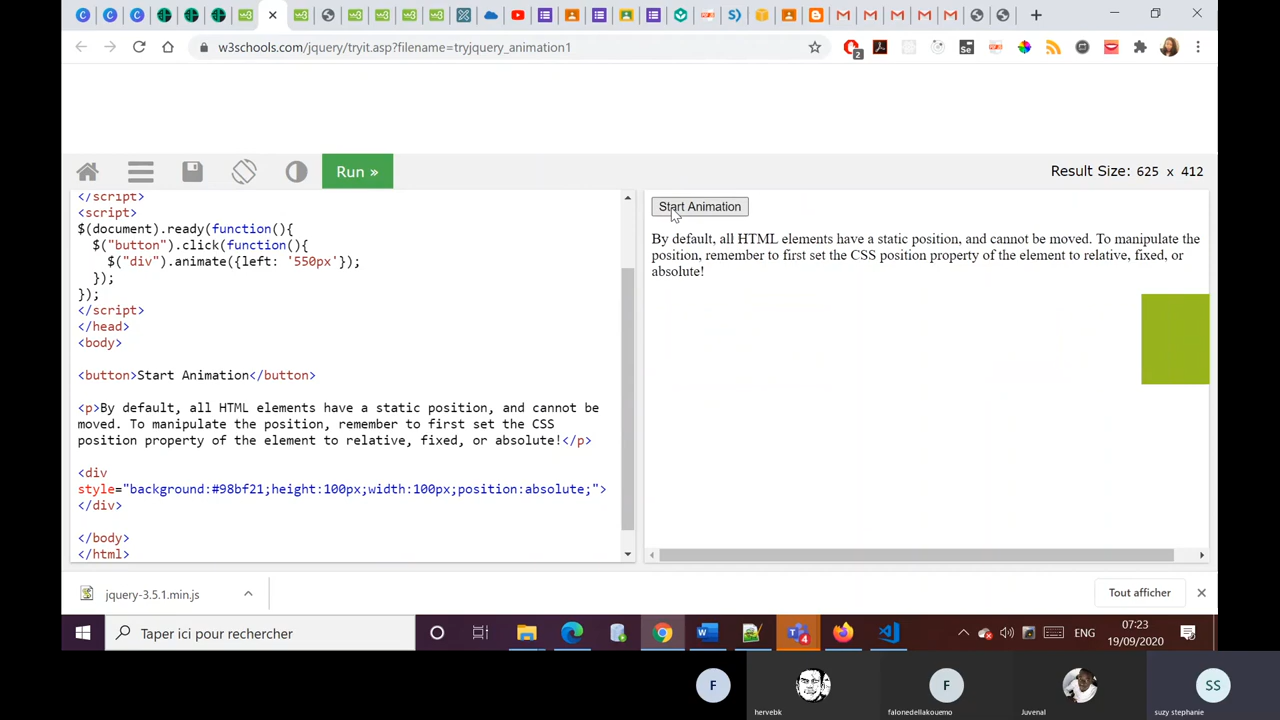 w3schools.com/jquery/tryit.asp?filename=tryjquery_animation1
2
Run »
Result Size: 625 x 412
</script>
<script>
$(document).ready(function(){
$("button").click(function(){
$("div").animate({left: '550px'});
});
});
</script>
</head>
<body>
<button>Start Animation</button>
<p>By default, all HTML elements have a static position, and cannot be
moved. To manipulate the position, remember to first set the CSS
position property of the element to relative, fixed, or absolute!</p>
<div
style="background:#98bf21;height:100px;width:100px;position:absolute;">
</div>
</body>
</html>
Start Animation
By default, all HTML elements have a static position, and cannot be moved. To manipulate the
position, remember to first set the CSS position property of the element to relative, fixed, or
absolute!
jquery-3.5.1.min.js
Tout afficher
Taper ici pour rechercher
4
ENG
07:23
19/09/2020
F
hervebk
F
falonedellakouemo
Juvenal
SS
suzy stephanie